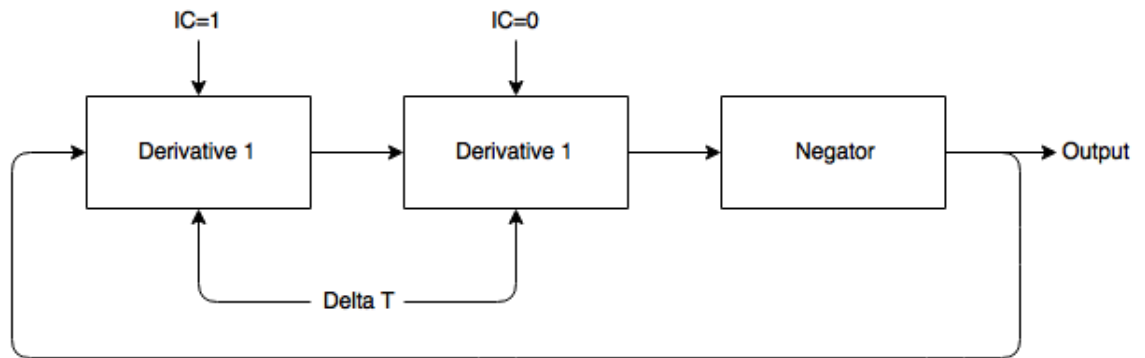 IC=1
IC=0
Derivative 1
Derivative 1
Negator
Output
Delta T